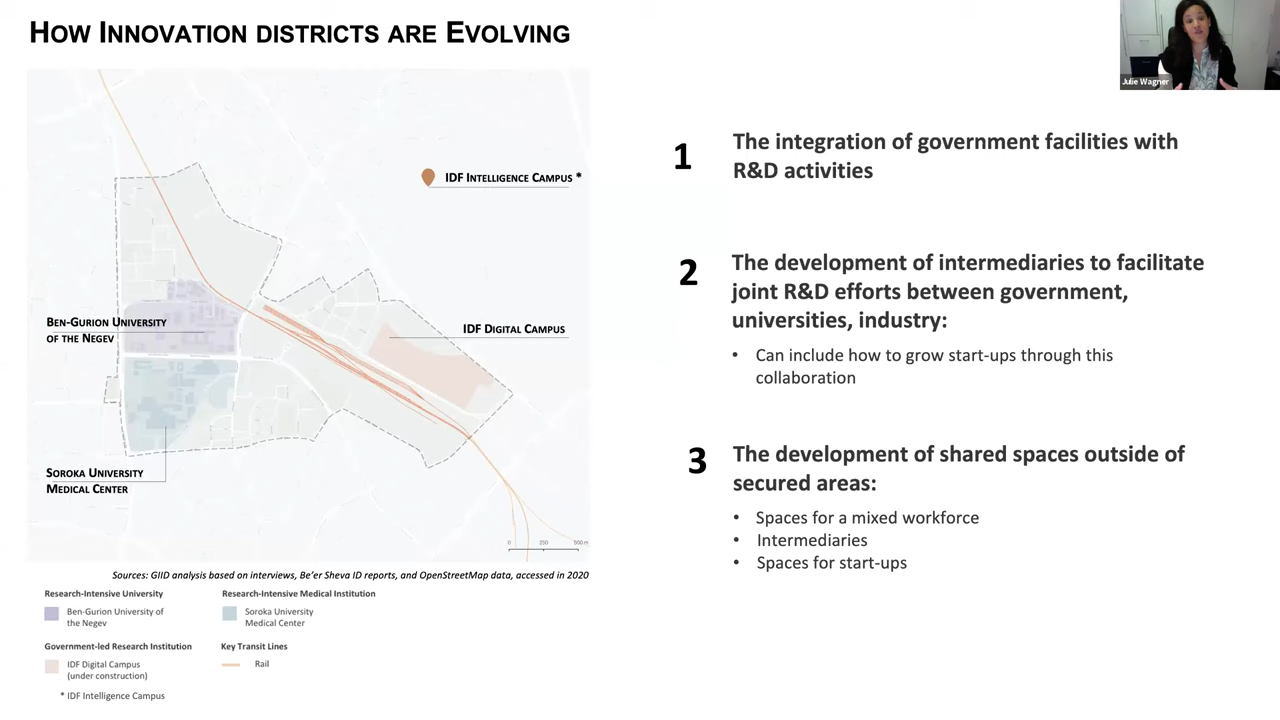 HOW INNOVATION DISTRICTS ARE EVOLVING
Julie Wagner
IDF INTELLIGENCE CAMPUS *
BEN-GURION UNIVERSITY
OF THE NEGEV
IDF DIGITAL CAMPUS
SOROKA UNIVERSITY
MEDICAL CENTER
0 250 500 m
Sources: GIID analysis based on interviews, Be'er Sheva ID reports, and OpenStreetMap data, accessed in 2020
Research-Intensive University
Ben-Gurion University of
the Negev
Research-Intensive Medical Institution
Soroka University
Medical Center
Government-led Research Institution
IDF Digital Campus
(under construction)
* IDF Intelligence Campus
Key Transit Lines
Rail
1
The integration of government facilities with
R&D activities
2
The development of intermediaries to facilitate
joint R&D efforts between government,
universities, industry:
• Can include how to grow start-ups through this
collaboration
3
The development of shared spaces outside of
secured areas:
• Spaces for a mixed workforce
• Intermediaries
• Spaces for start-ups